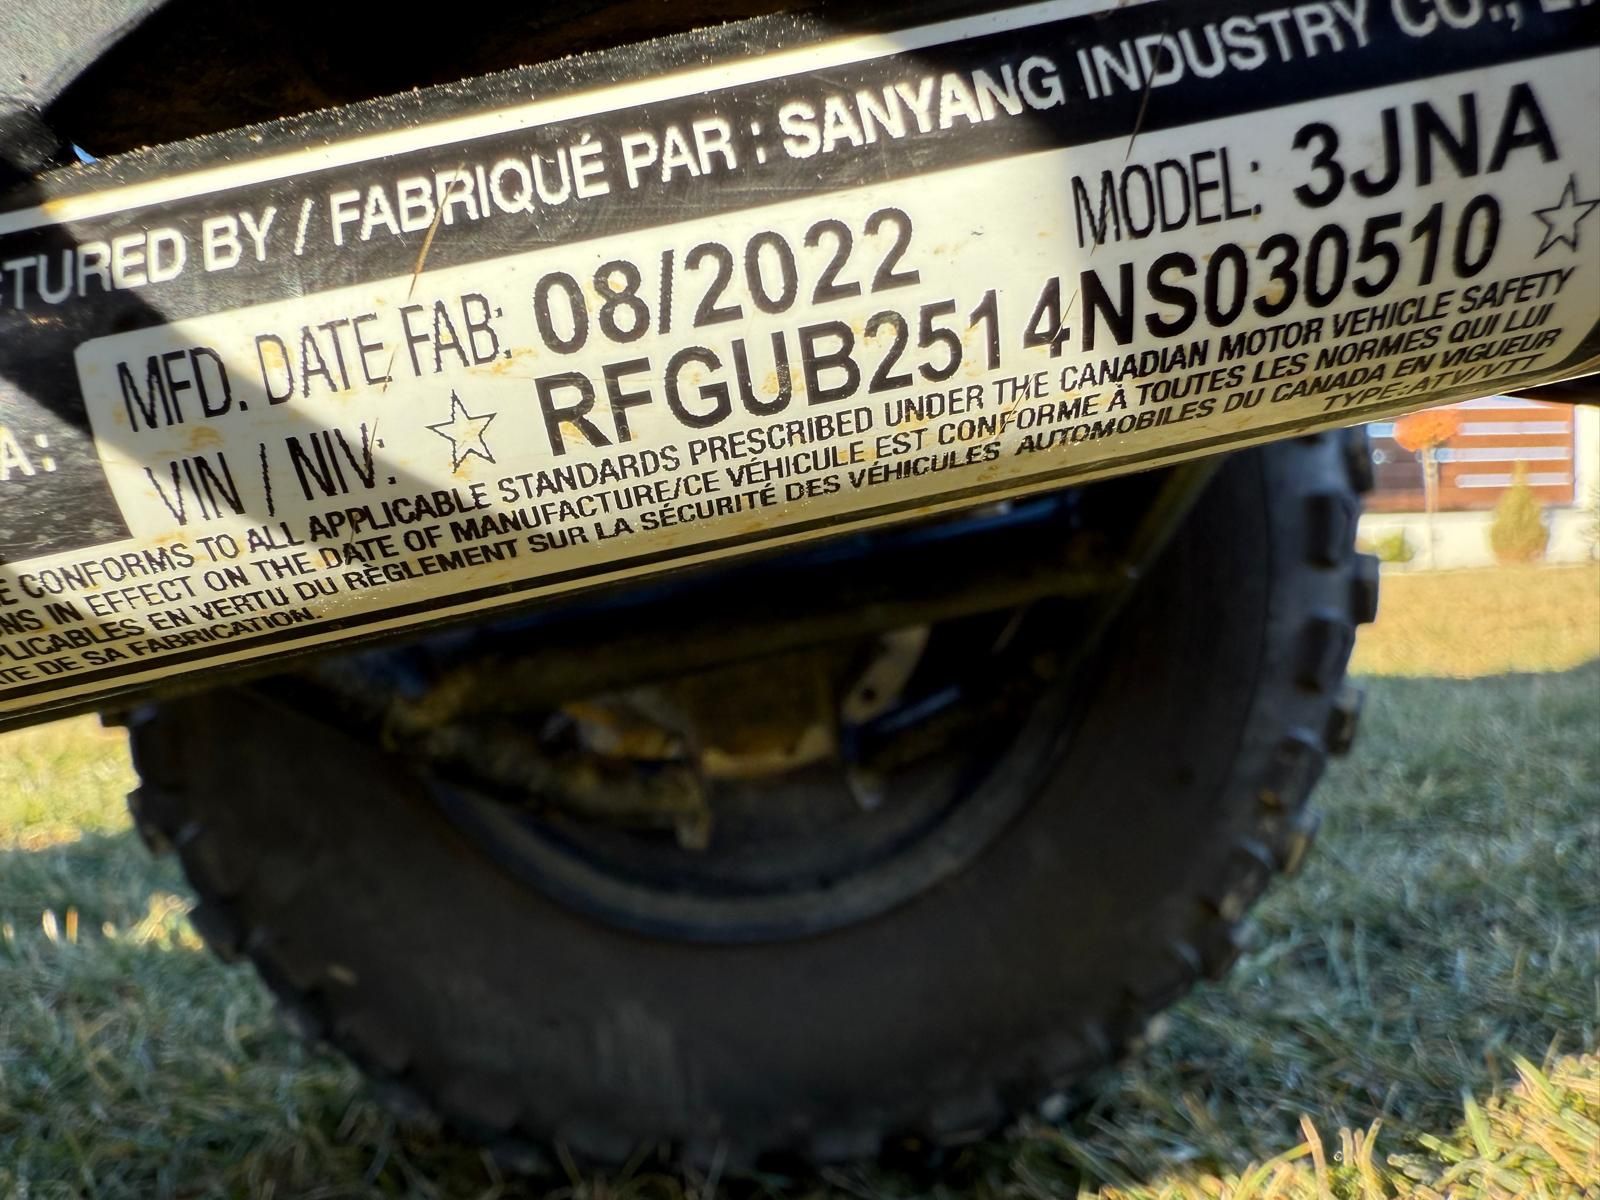 TURED BY / FABRIQUÉ PAR : SANYANG INDUSTRY CO.,
MFD. DATE FAB: 08/2022 MODEL: 3JNA
A: VIN / NIV: ☆ RFGUB2514NS030510 ☆
E CONFORMS TO ALL APPLICABLE STANDARDS PRESCRIBED UNDER THE CANADIAN MOTOR VEHICLE SAFETY
NS IN EFFECT ON THE DATE OF MANUFACTURE/CE VÉHICULE EST CONFORME À TOUTES LES NORMES QUI LUI
PLICABLES EN VERTU DU RÈGLEMENT SUR LA SÉCURITÉ DES VÉHICULES AUTOMOBILES DU CANADA EN VIGUEUR
TE DE SA FABRICATION. TYPE:ATV/VTT